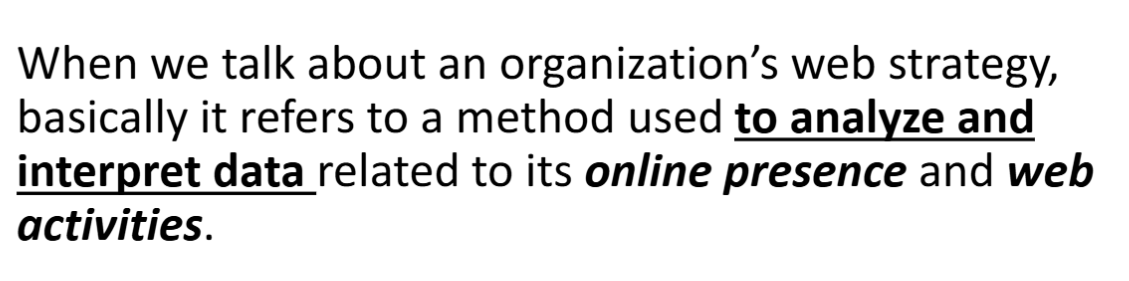 When we talk about an organization’s web strategy,
basically it refers to a method used to analyze and
interpret data related to its online presence and web
activities.